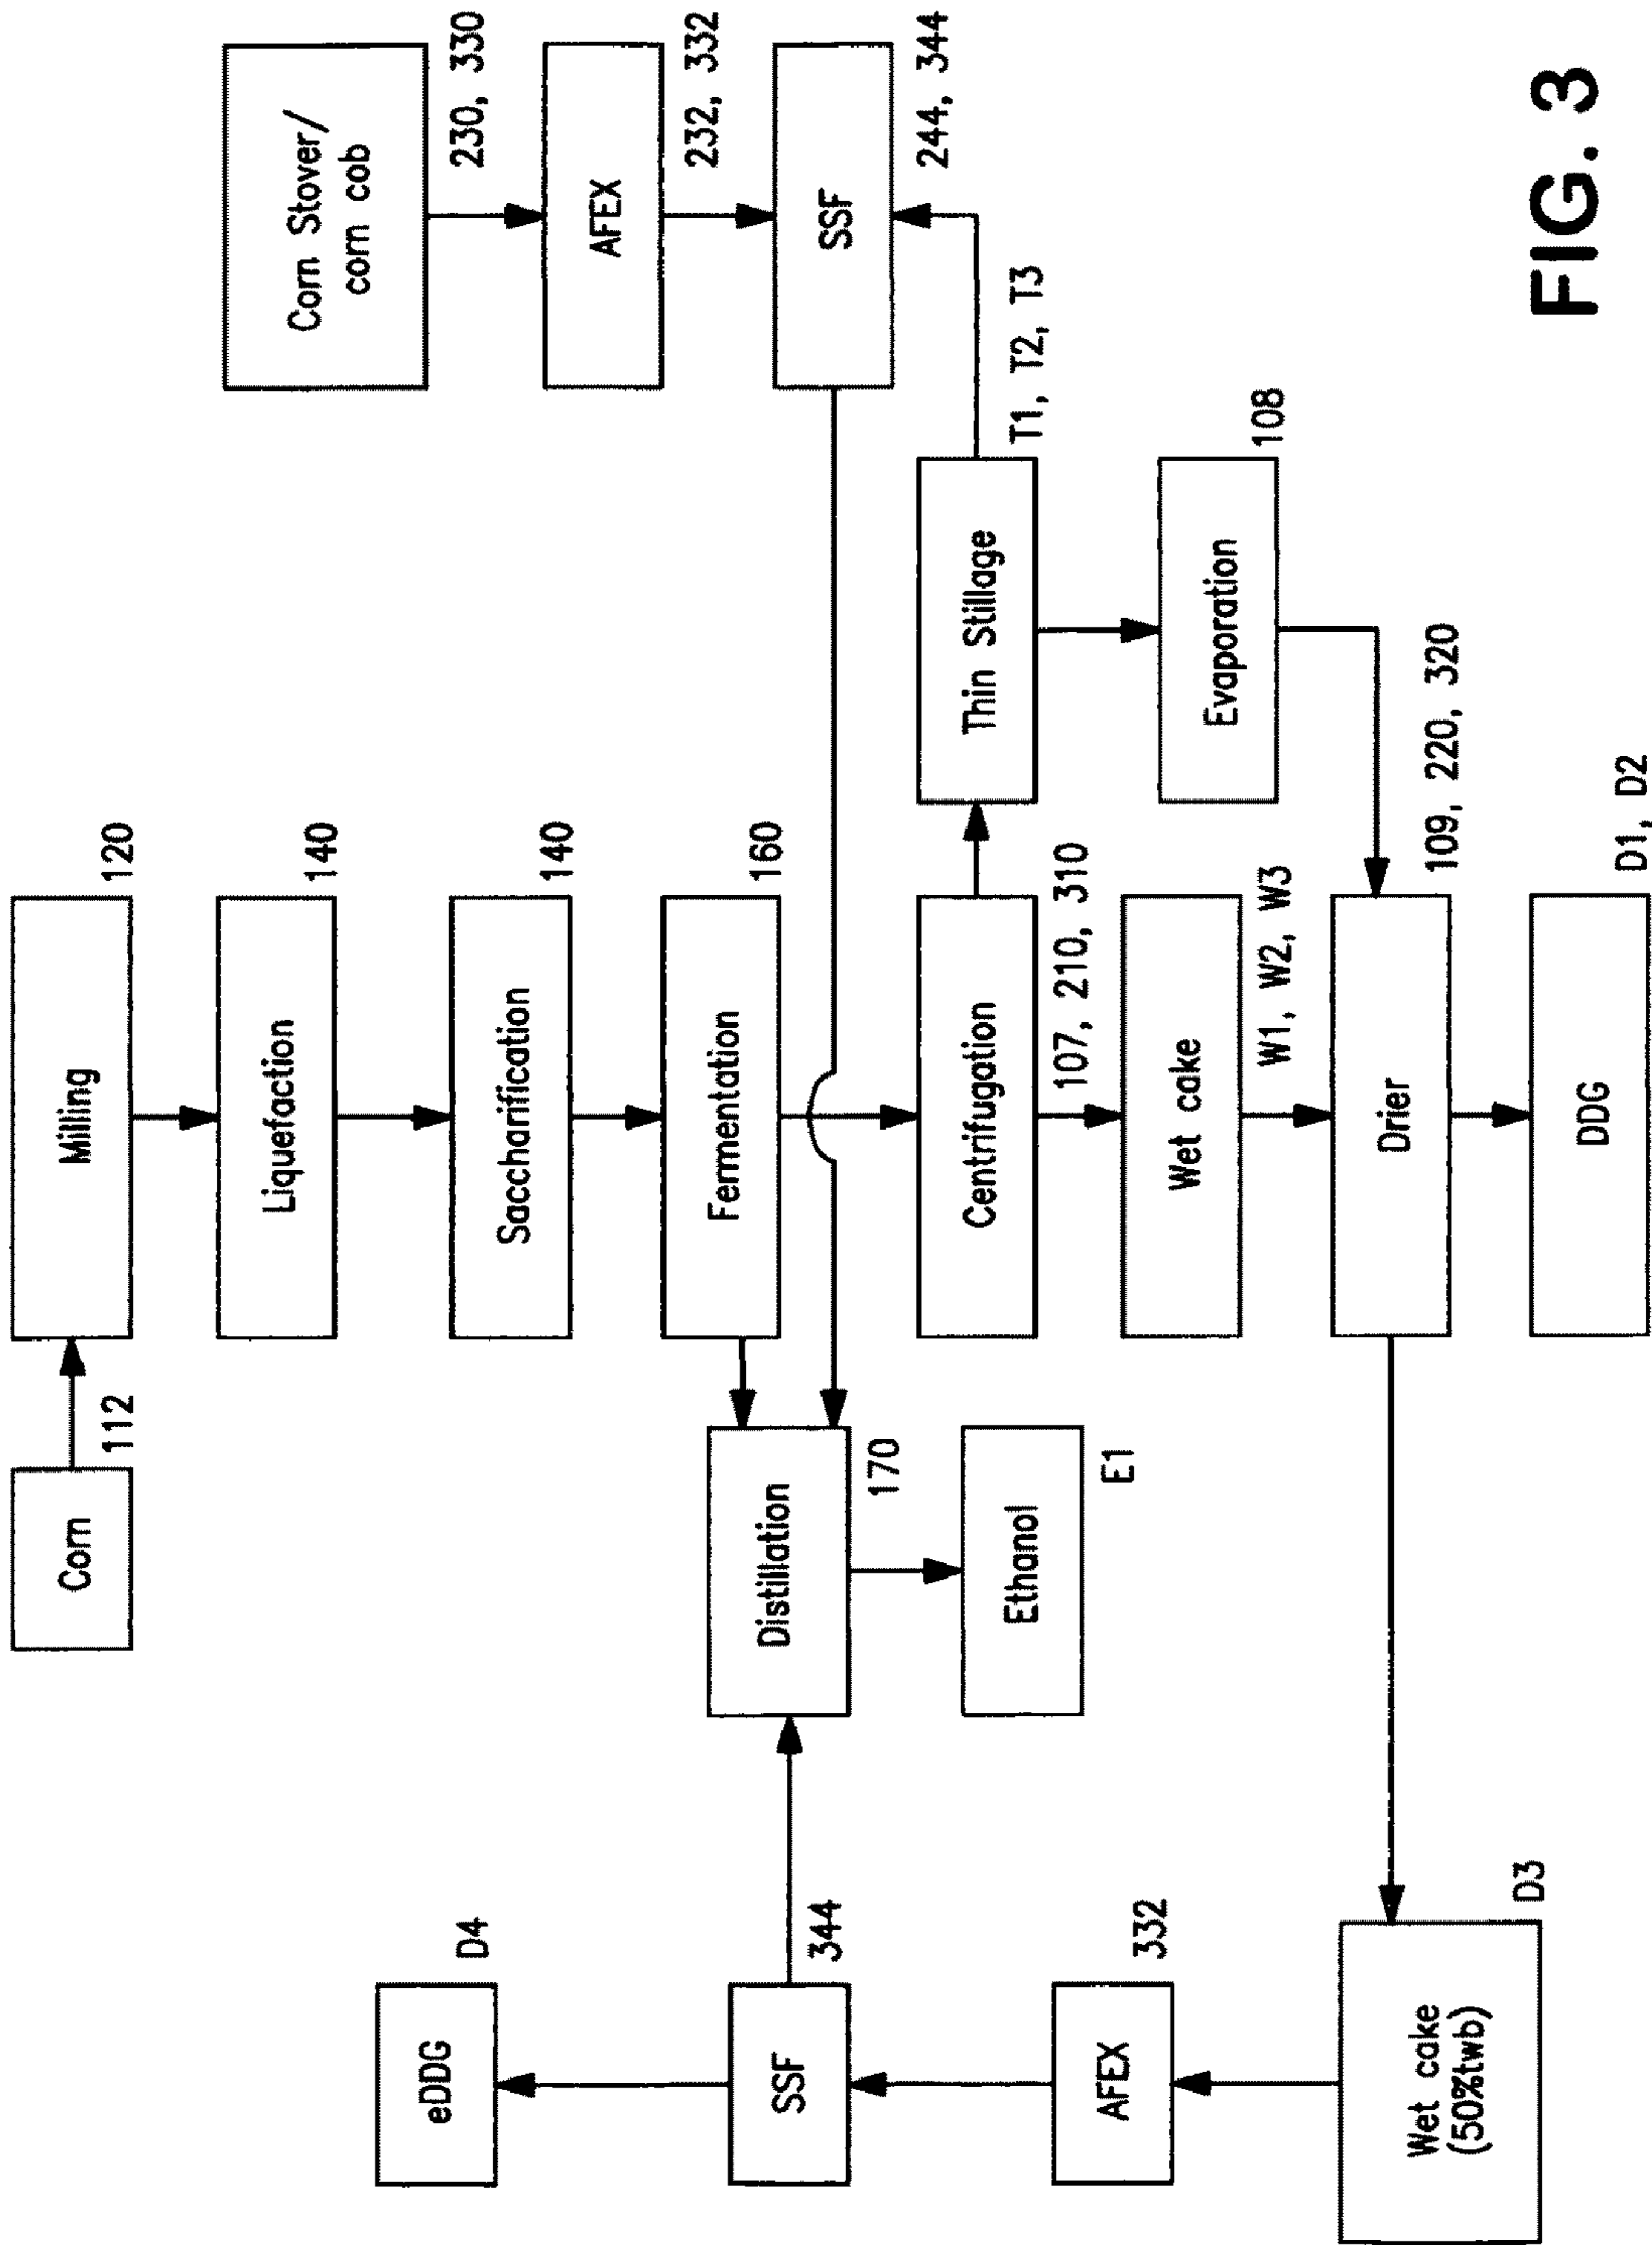 Corn
112
Milling
120
Liquefaction
140
Saccharification
140
Fermentation
160
Corn Stover/
corn cob
230, 330
AFEX
232, 332
SSF
244, 344
eDDG
D4
SSF
344
Distillation
170
Ethanol
E1
Centrifugation
107, 210, 310
Thin Stillage
T1, T2, T3
Evaporation
108
AFEX
332
Wet cake
W1, W2, W3
Wet cake
(50%twb)
D3
Drier
109, 220, 320
DDG
D1, D2
FIG. 3